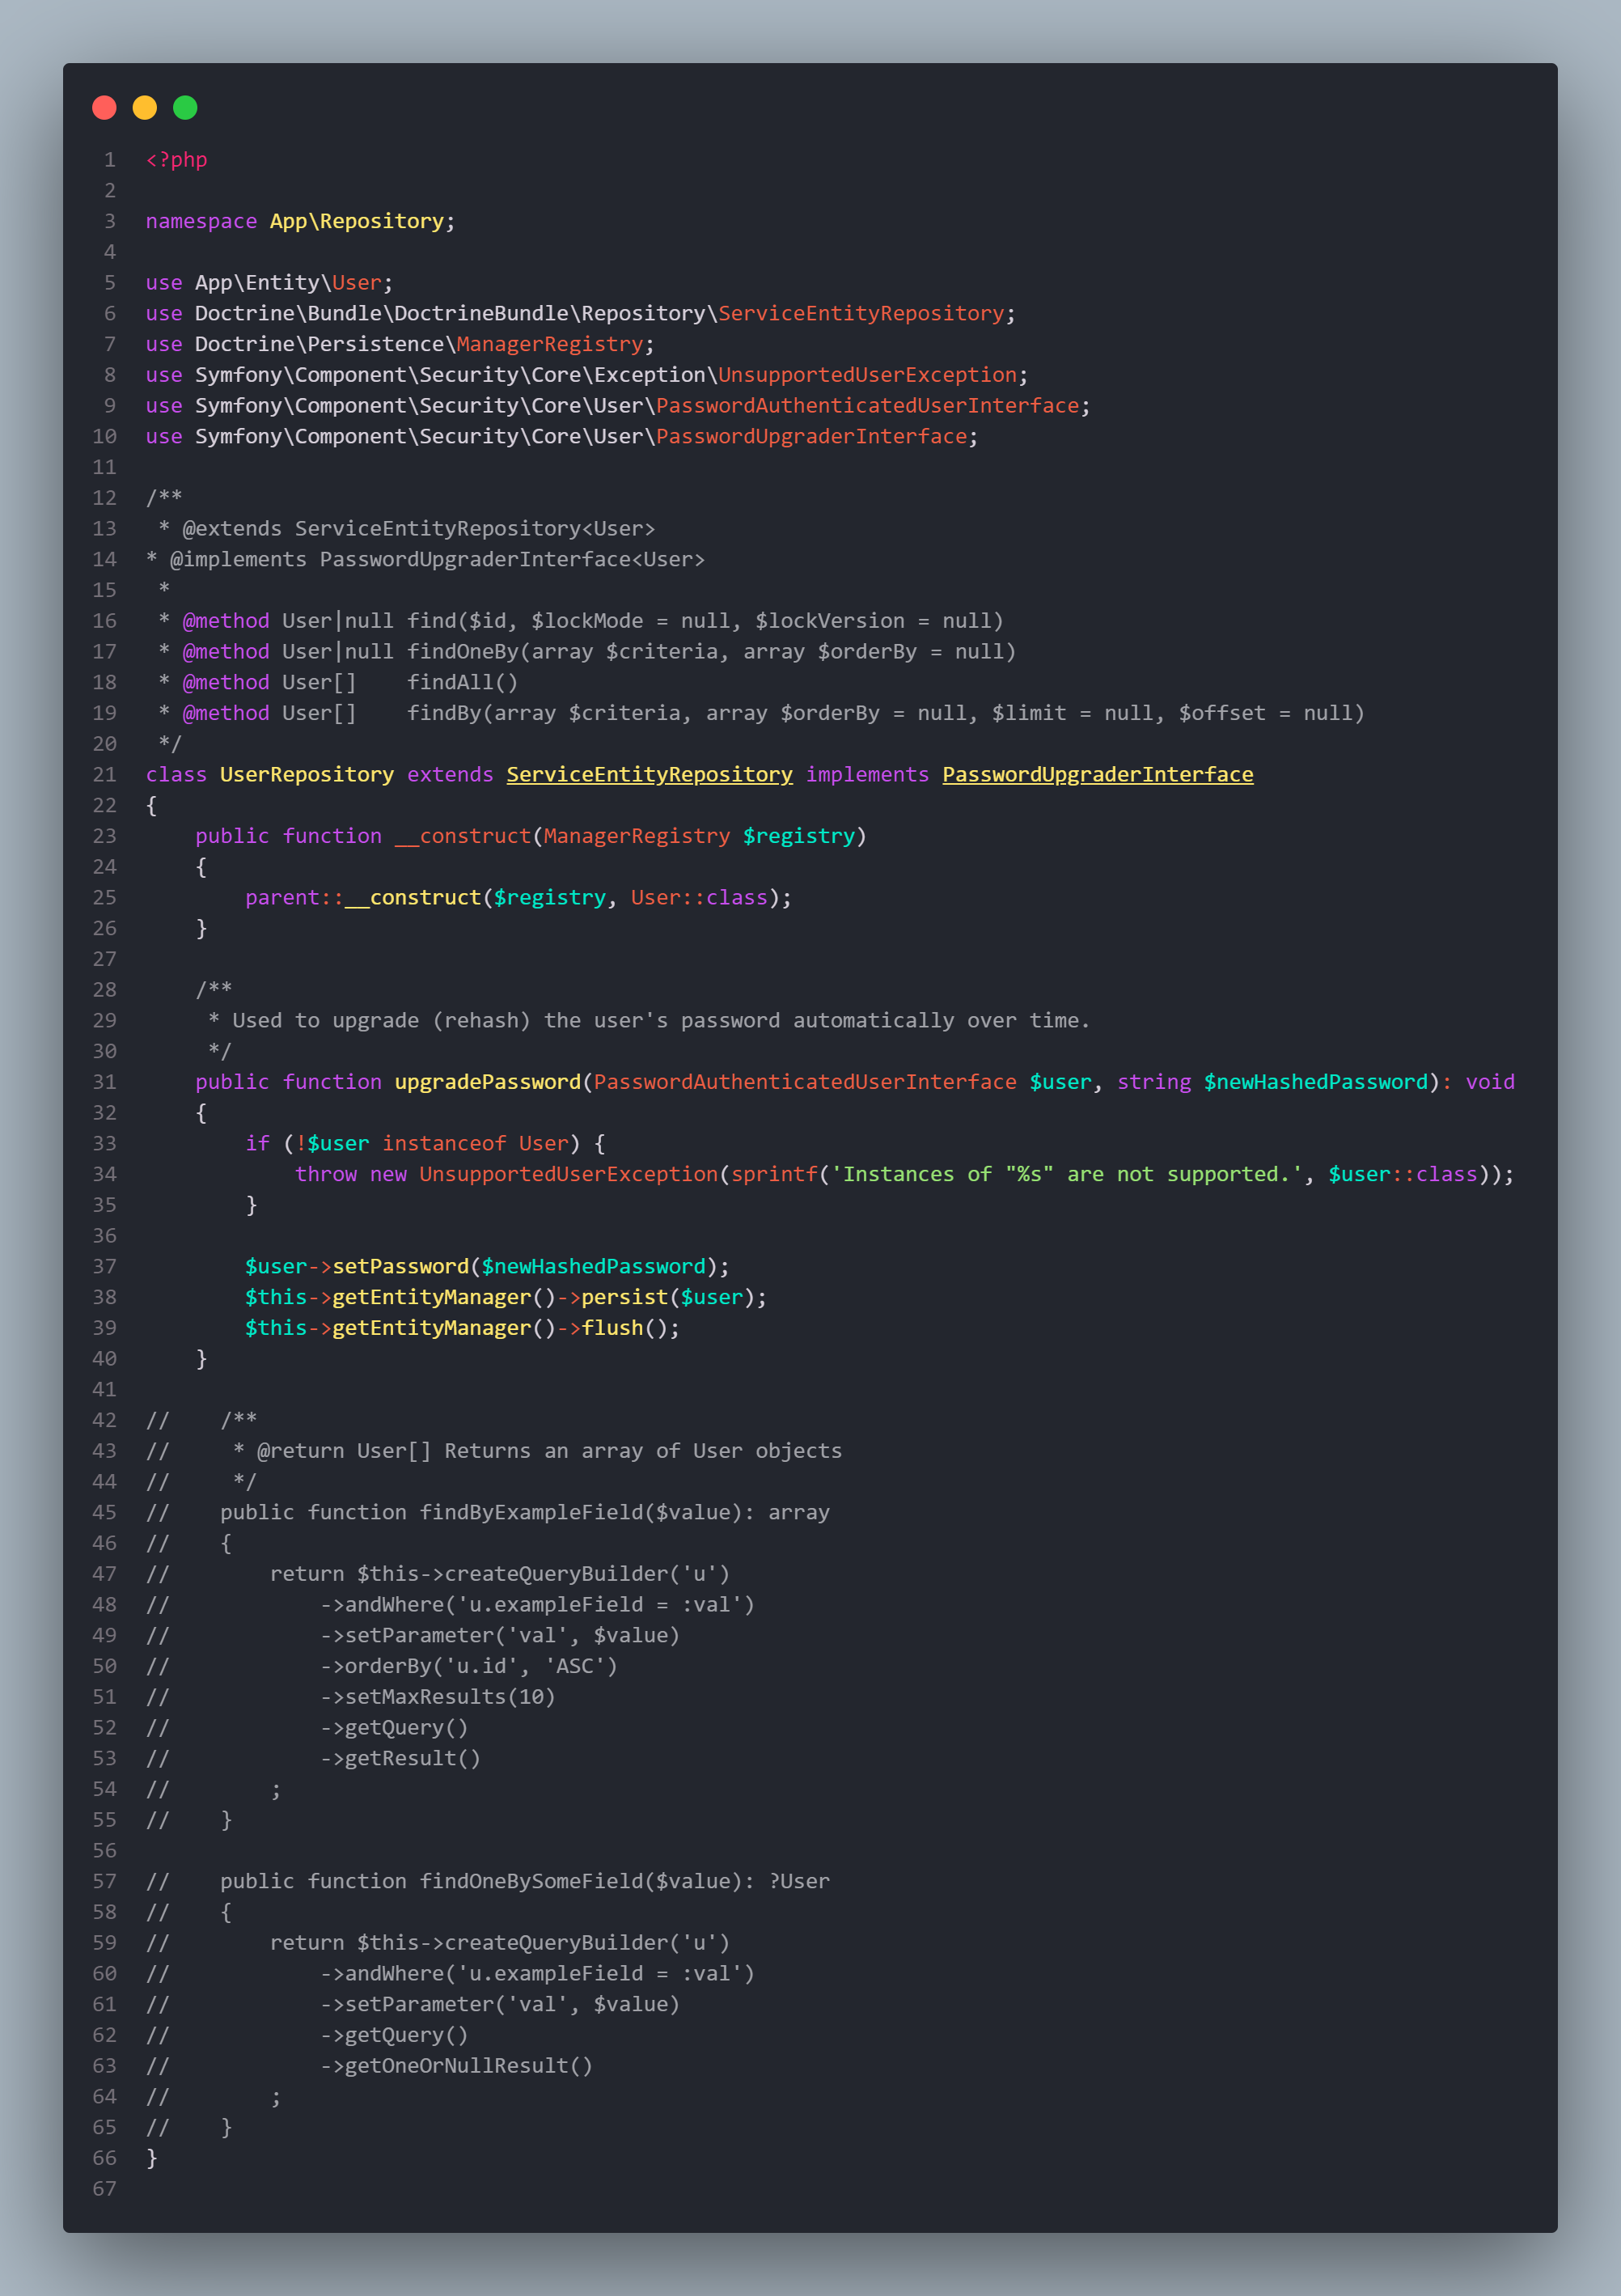 1 <?php
2
3 namespace App\Repository;
4
5 use App\Entity\User;
6 use Doctrine\Bundle\DoctrineBundle\Repository\ServiceEntityRepository;
7 use Doctrine\Persistence\ManagerRegistry;
8 use Symfony\Component\Security\Core\Exception\UnsupportedUserException;
9 use Symfony\Component\Security\Core\User\PasswordAuthenticatedUserInterface;
10 use Symfony\Component\Security\Core\User\PasswordUpgraderInterface;
11
12 /**
13  * @extends ServiceEntityRepository<User>
14 * @implements PasswordUpgraderInterface<User>
15  *
16  * @method User|null find($id, $lockMode = null, $lockVersion = null)
17  * @method User|null findOneBy(array $criteria, array $orderBy = null)
18  * @method User[]    findAll()
19  * @method User[]    findBy(array $criteria, array $orderBy = null, $limit = null, $offset = null)
20  */
21 class UserRepository extends ServiceEntityRepository implements PasswordUpgraderInterface
22 {
23     public function __construct(ManagerRegistry $registry)
24     {
25         parent::__construct($registry, User::class);
26     }
27
28     /**
29      * Used to upgrade (rehash) the user's password automatically over time.
30      */
31     public function upgradePassword(PasswordAuthenticatedUserInterface $user, string $newHashedPassword): void
32     {
33         if (!$user instanceof User) {
34             throw new UnsupportedUserException(sprintf('Instances of "%s" are not supported.', $user::class));
35         }
36
37         $user->setPassword($newHashedPassword);
38         $this->getEntityManager()->persist($user);
39         $this->getEntityManager()->flush();
40     }
41
42 //    /**
43 //     * @return User[] Returns an array of User objects
44 //     */
45 //    public function findByExampleField($value): array
46 //    {
47 //        return $this->createQueryBuilder('u')
48 //            ->andWhere('u.exampleField = :val')
49 //            ->setParameter('val', $value)
50 //            ->orderBy('u.id', 'ASC')
51 //            ->setMaxResults(10)
52 //            ->getQuery()
53 //            ->getResult()
54 //        ;
55 //    }
56
57 //    public function findOneBySomeField($value): ?User
58 //    {
59 //        return $this->createQueryBuilder('u')
60 //            ->andWhere('u.exampleField = :val')
61 //            ->setParameter('val', $value)
62 //            ->getQuery()
63 //            ->getOneOrNullResult()
64 //        ;
65 //    }
66 }
67